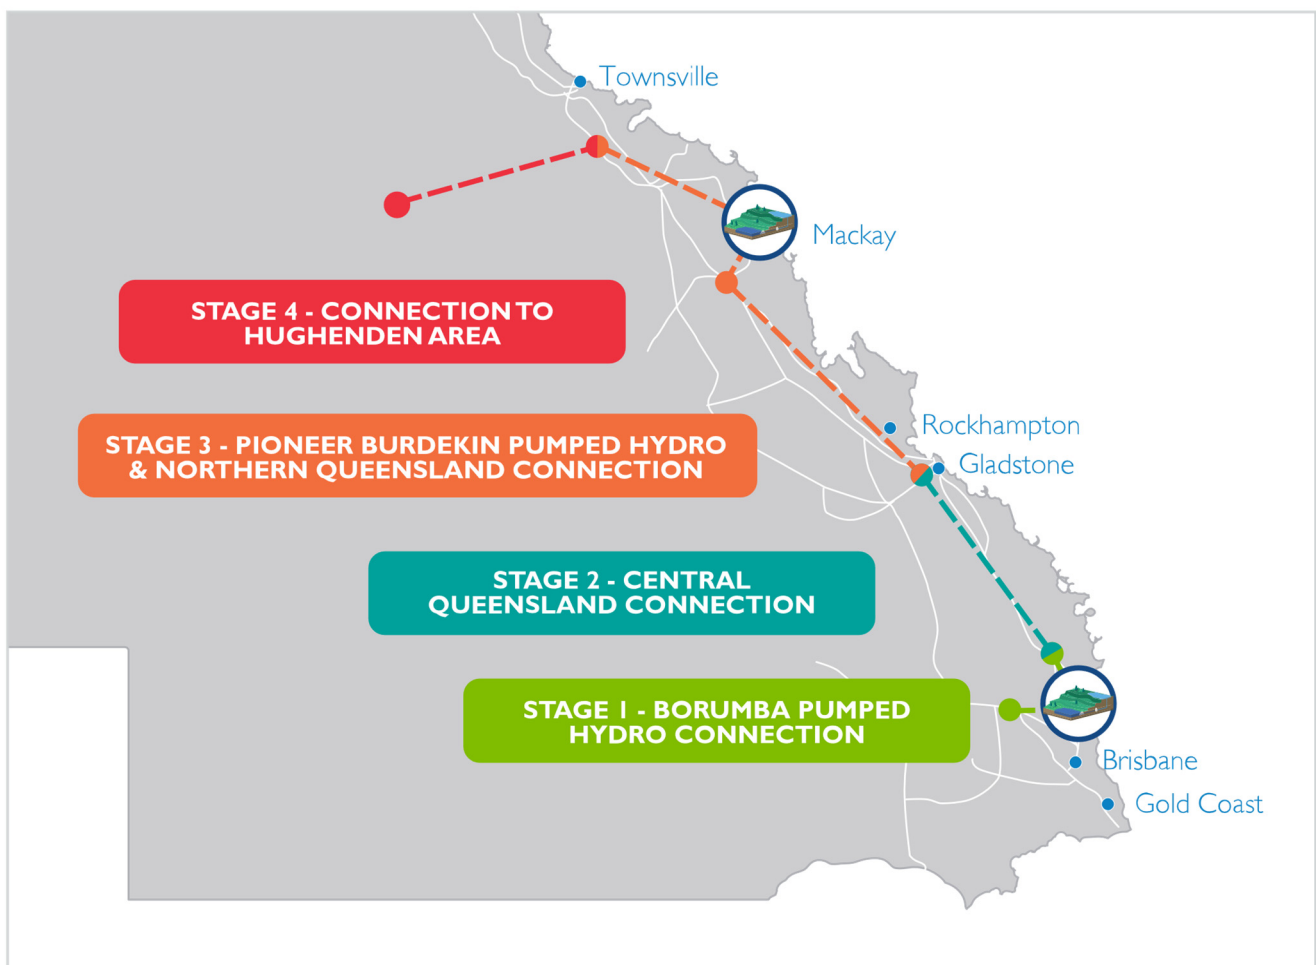 Townsville
Mackay
STAGE 4 - CONNECTION TO
HUGHENDEN AREA
Rockhampton
STAGE 3 - PIONEER BURDEKIN PUMPED HYDRO
& NORTHERN QUEENSLAND CONNECTION
Gladstone
STAGE 2 - CENTRAL
QUEENSLAND CONNECTION
STAGE 1 - BORUMBA PUMPED
HYDRO CONNECTION
Brisbane
Gold Coast